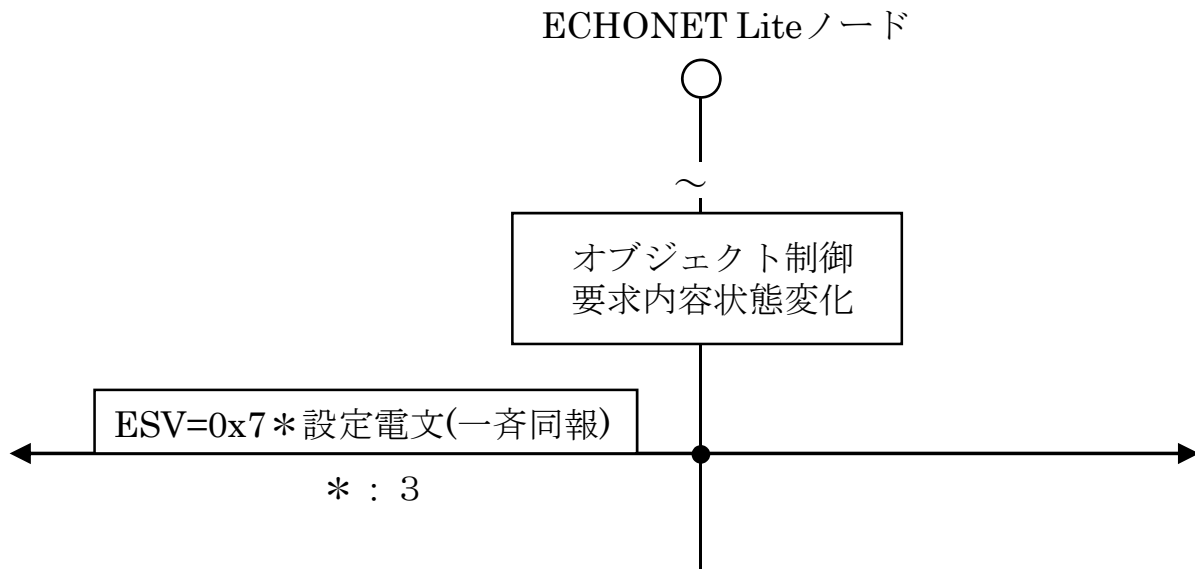 ECHONET Liteノード
～
オブジェクト制御
要求内容状態変化
ESV=0x7＊設定電文(一斉同報)
＊：３